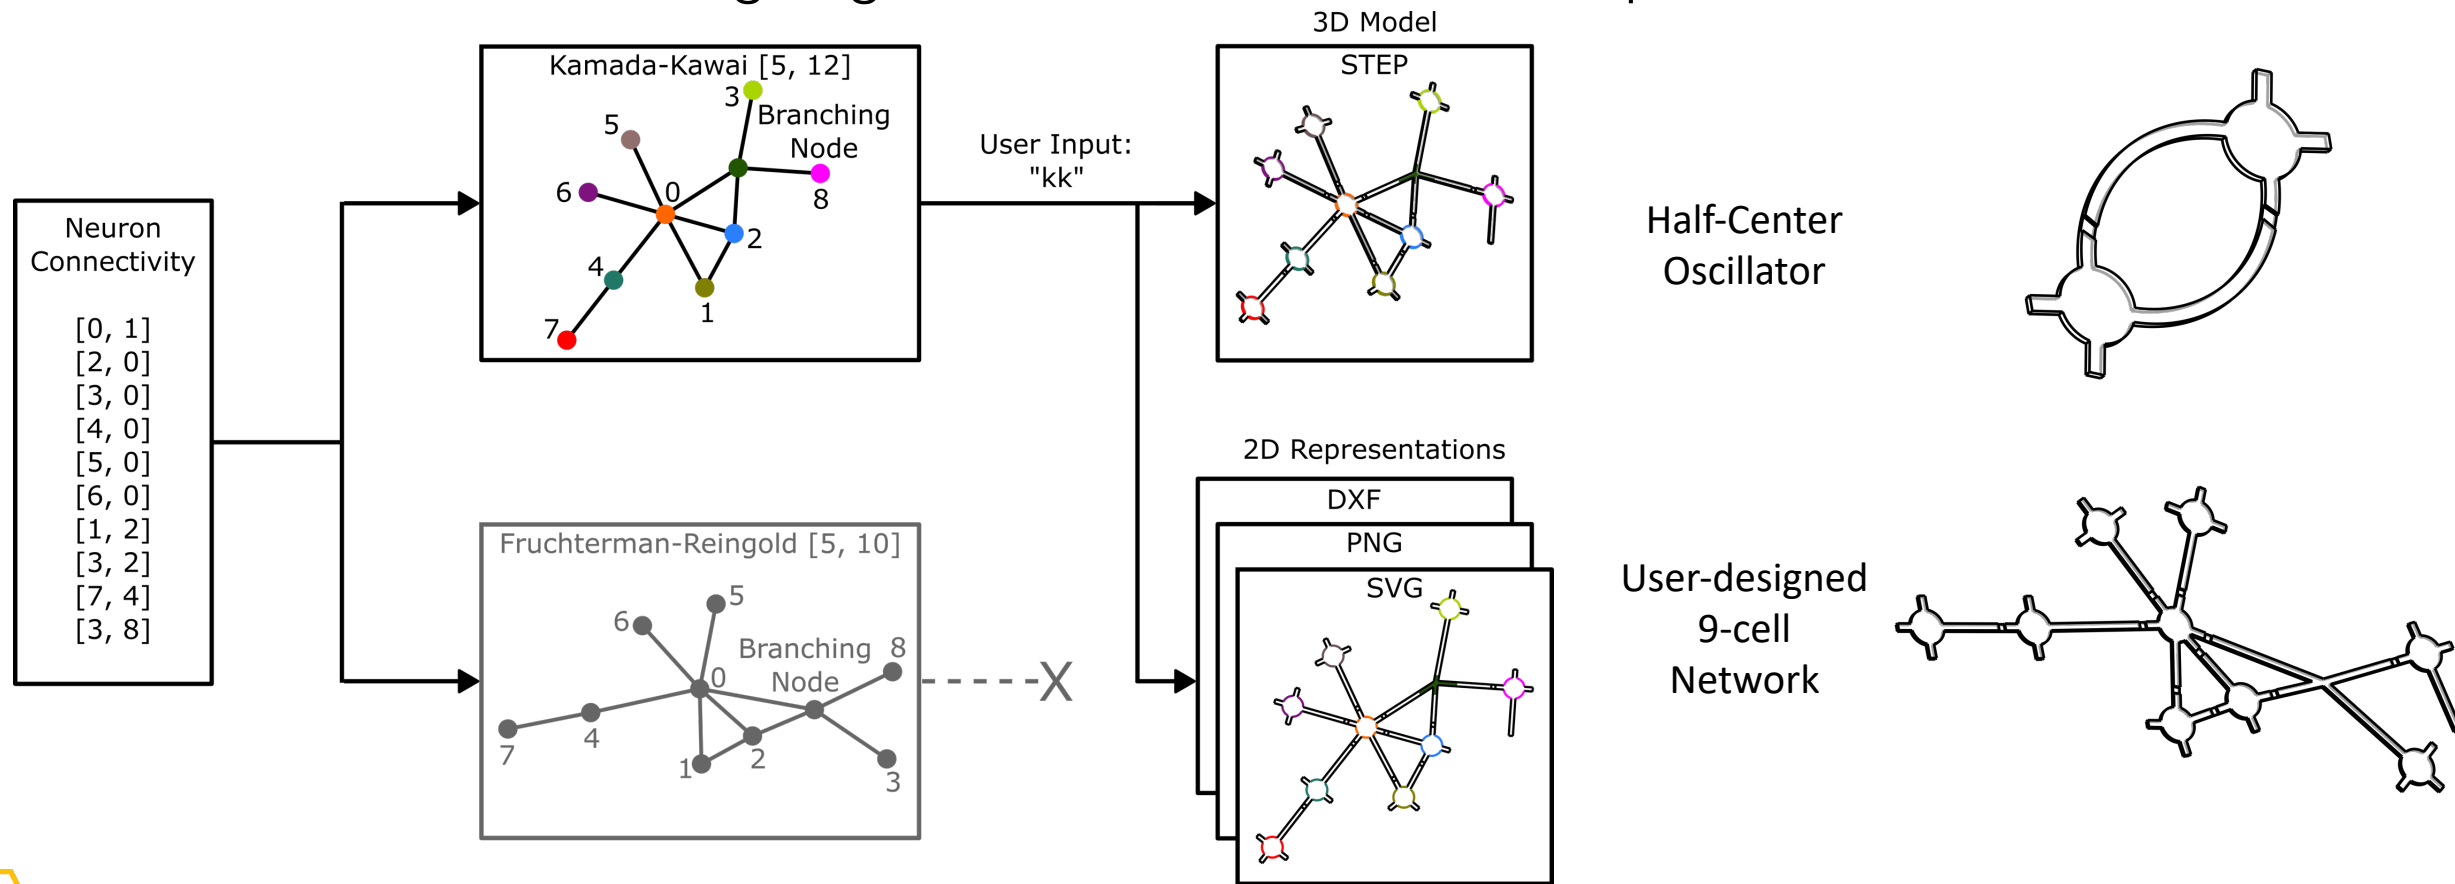 3D Model
Neuron
Connectivity
[0, 1]
[2, 0]
[3, 0]
[4, 0]
[5, 0]
[6, 0]
[1, 2]
[3, 2]
[7, 4]
[3, 8]
Kamada-Kawai [5, 12]
3
Branching
Node
5
8
6
0
2
4
1
7
User Input:
"kk"
STEP
Fruchterman-Reingold [5, 10]
5
6
Branching
Node
8
0
7
4
2
1
3
X
2D Representations
DXF
PNG
SVG
Half-Center
Oscillator
User-designed
9-cell
Network